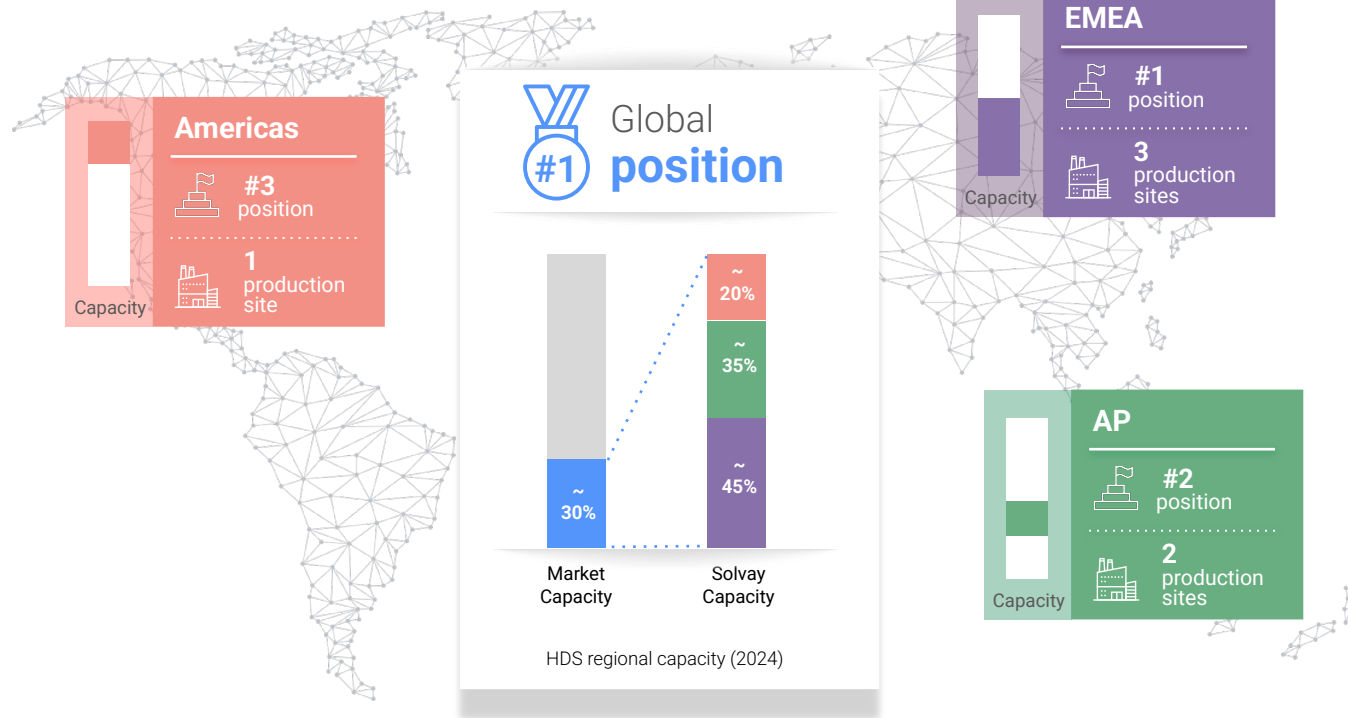 Americas
#3
position
1
production
site
Capacity
#1
Global
position
~
30%
~
20%
~
35%
~
45%
Market
Capacity
Solvay
Capacity
HDS regional capacity (2024)
EMEA
#1
position
3
production
sites
Capacity
AP
#2
position
2
production
sites
Capacity